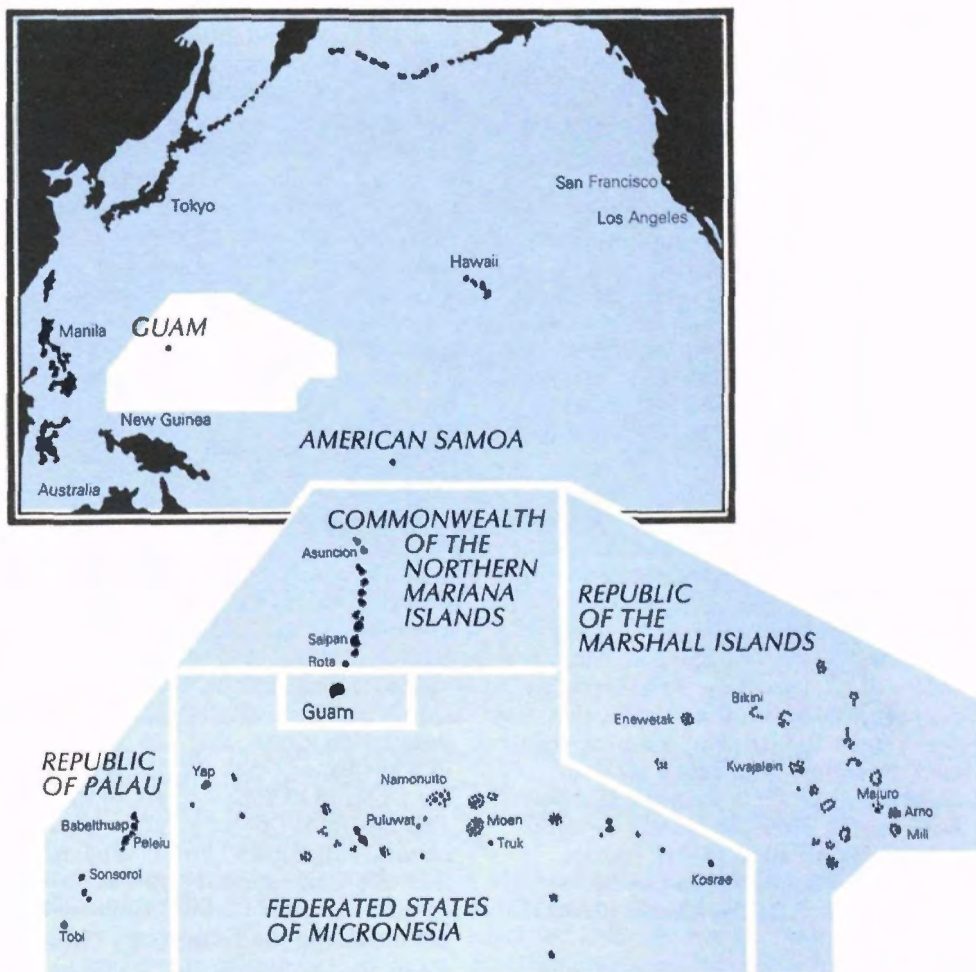 San Francisco
Tokyo
Los Angeles
Hawaii
Manila
GUAM
New Guinea
AMERICAN SAMOA
Australia
COMMONWEALTH
OF THE
NORTHERN
MARIANA
ISLANDS
Asuncion
Saipan
Rota
Guam
REPUBLIC
OF THE
MARSHALL ISLANDS
Bikini
Enewetak
Kwajalein
Majuro
Arno
Mili
REPUBLIC
OF PALAU
Babelthuap
Peleiu
Sonsorol
Tobi
Yap
Namonuito
Puluwat
Moen
Truk
Kosrae
FEDERATED STATES
OF MICRONESIA